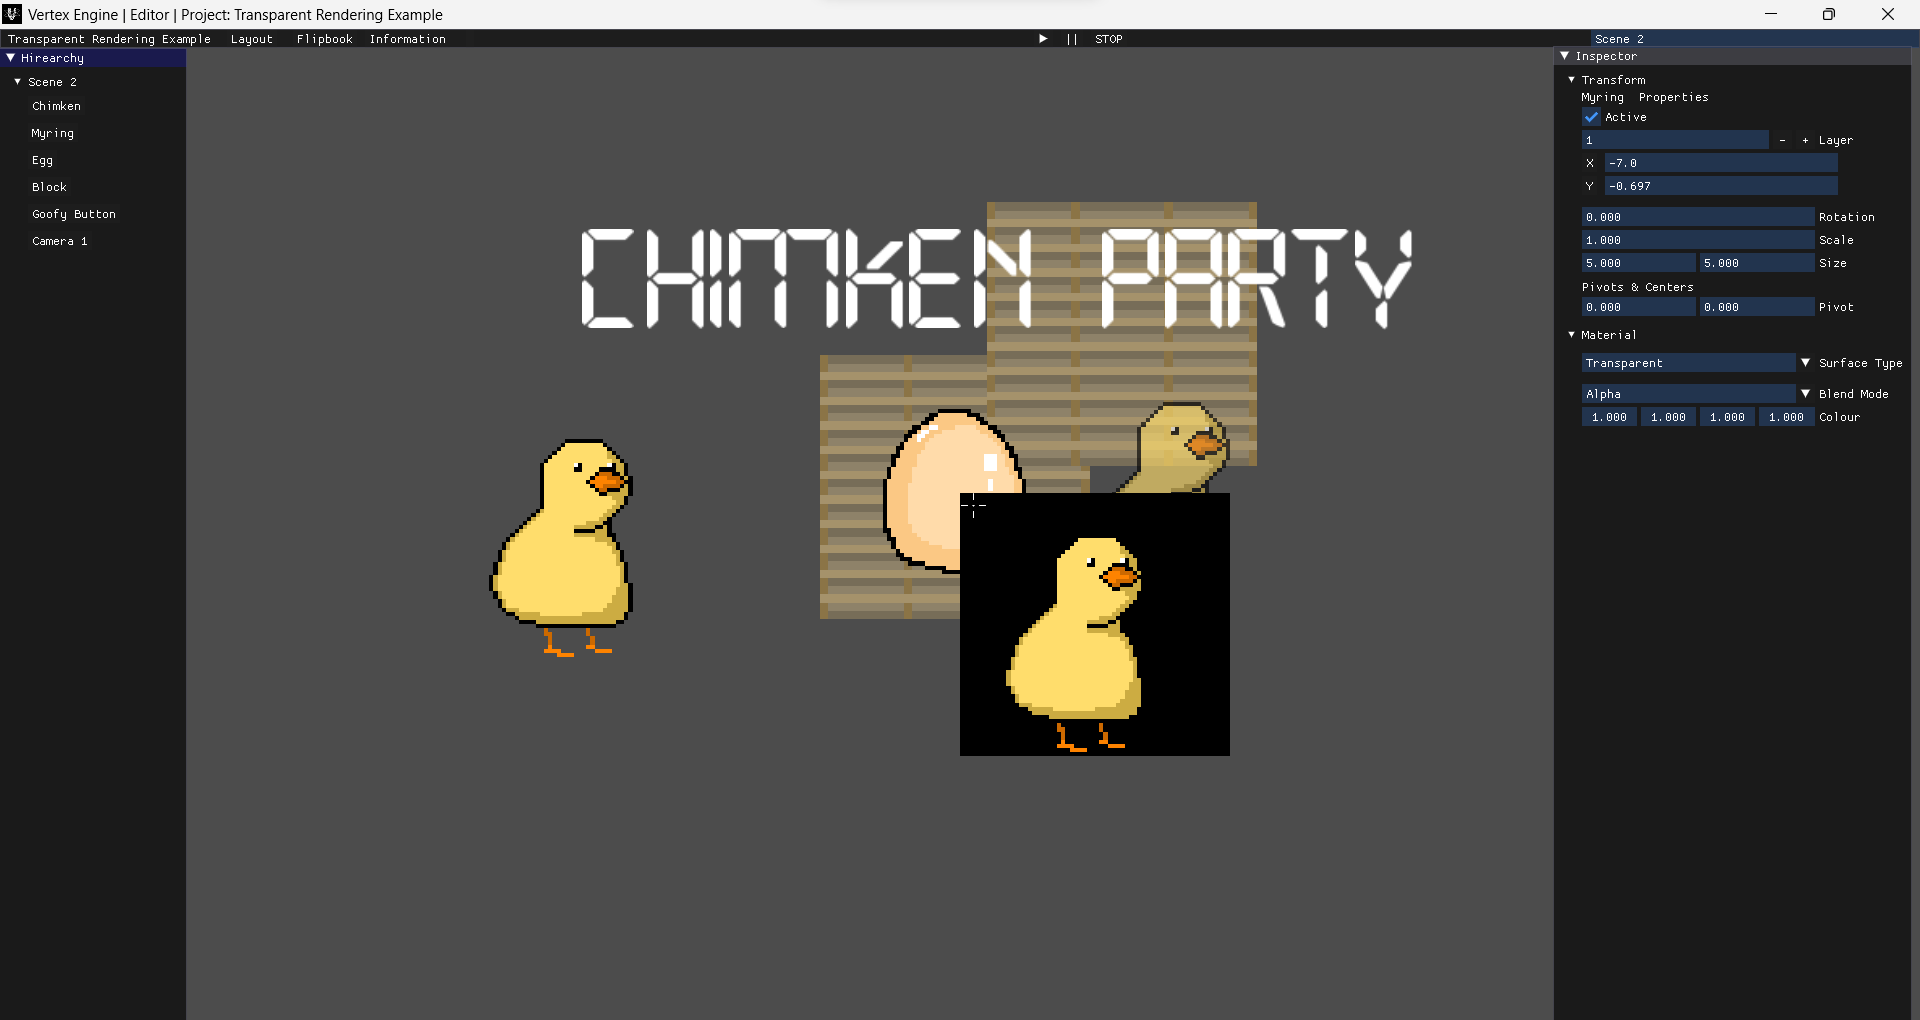 Vertex Engine | Editor | Project: Transparent Rendering Example
Transparent Rendering Example Layout Flipbook Information STOP Scene 2
Hirearchy
Scene 2
Chimken
Myring
Egg
Block
Goofy Button
Camera 1
CHIMKEN PARTY
Inspector
Transform
Myring Properties
Active
1 - + Layer
X -7.0
Y -0.697
0.000 Rotation
1.000 Scale
5.000 5.000 Size
Pivots & Centers
0.000 0.000 Pivot
Material
Transparent Surface Type
Alpha Blend Mode
1.000 1.000 1.000 1.000 Colour